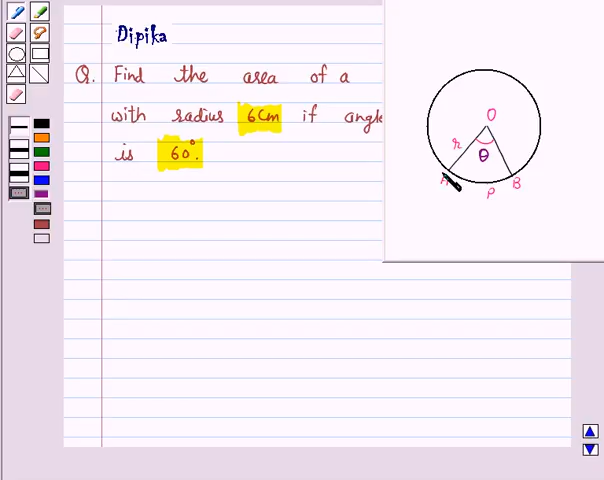 Dipika
Q. Find the area of a
with radius 6cm if angle
is 60°.
O
r
θ
A
P
B